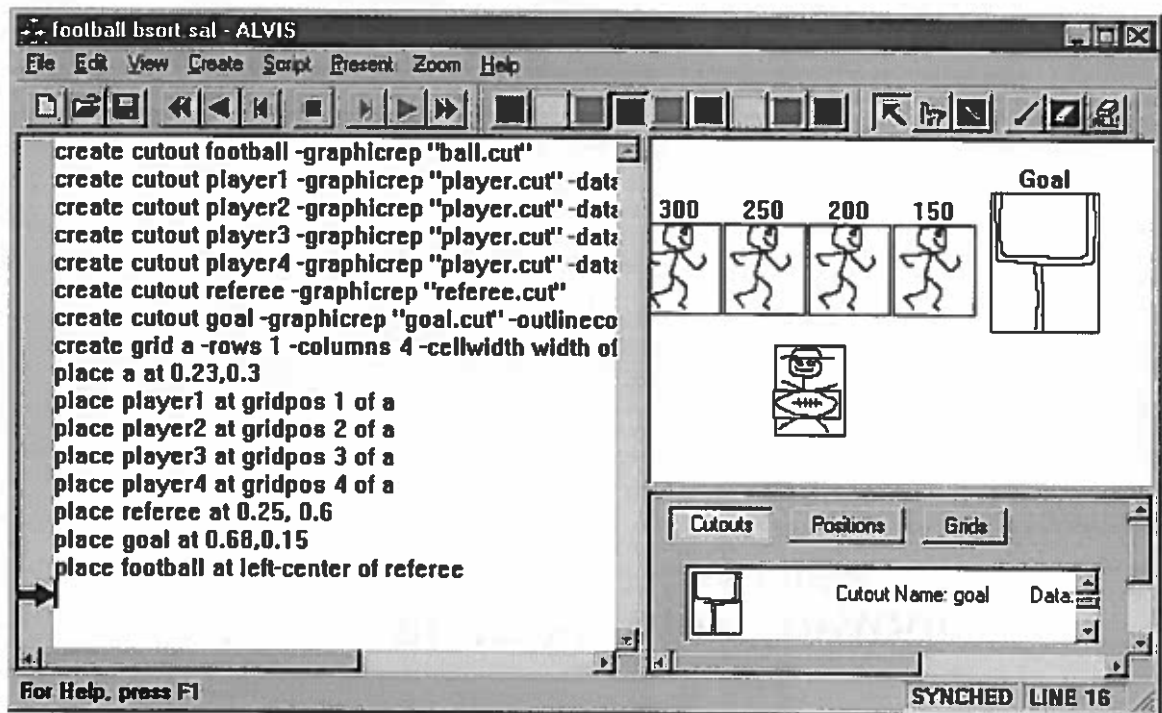 football bsort.sal - ALVIS
File Edit View Create Script Present Zoom Help
create cutout football -graphicrep "ball.cut"
create cutout player1 -graphicrep "player.cut" -data
create cutout player2 -graphicrep "player.cut" -data
create cutout player3 -graphicrep "player.cut" -data
create cutout player4 -graphicrep "player.cut" -data
create cutout referee -graphicrep "referee.cut"
create cutout goal -graphicrep "goal.cut" -outlineco
create grid a -rows 1 -columns 4 -cellwidth width of
place a at 0.23,0.3
place player1 at gridpos 1 of a
place player2 at gridpos 2 of a
place player3 at gridpos 3 of a
place player4 at gridpos 4 of a
place referee at 0.25, 0.6
place goal at 0.68,0.15
place football at left-center of referee
Goal
300 250 200 150
Cutouts Positions Grids
Cutout Name: goal Data:
For Help, press F1
SYNCHED LINE 16